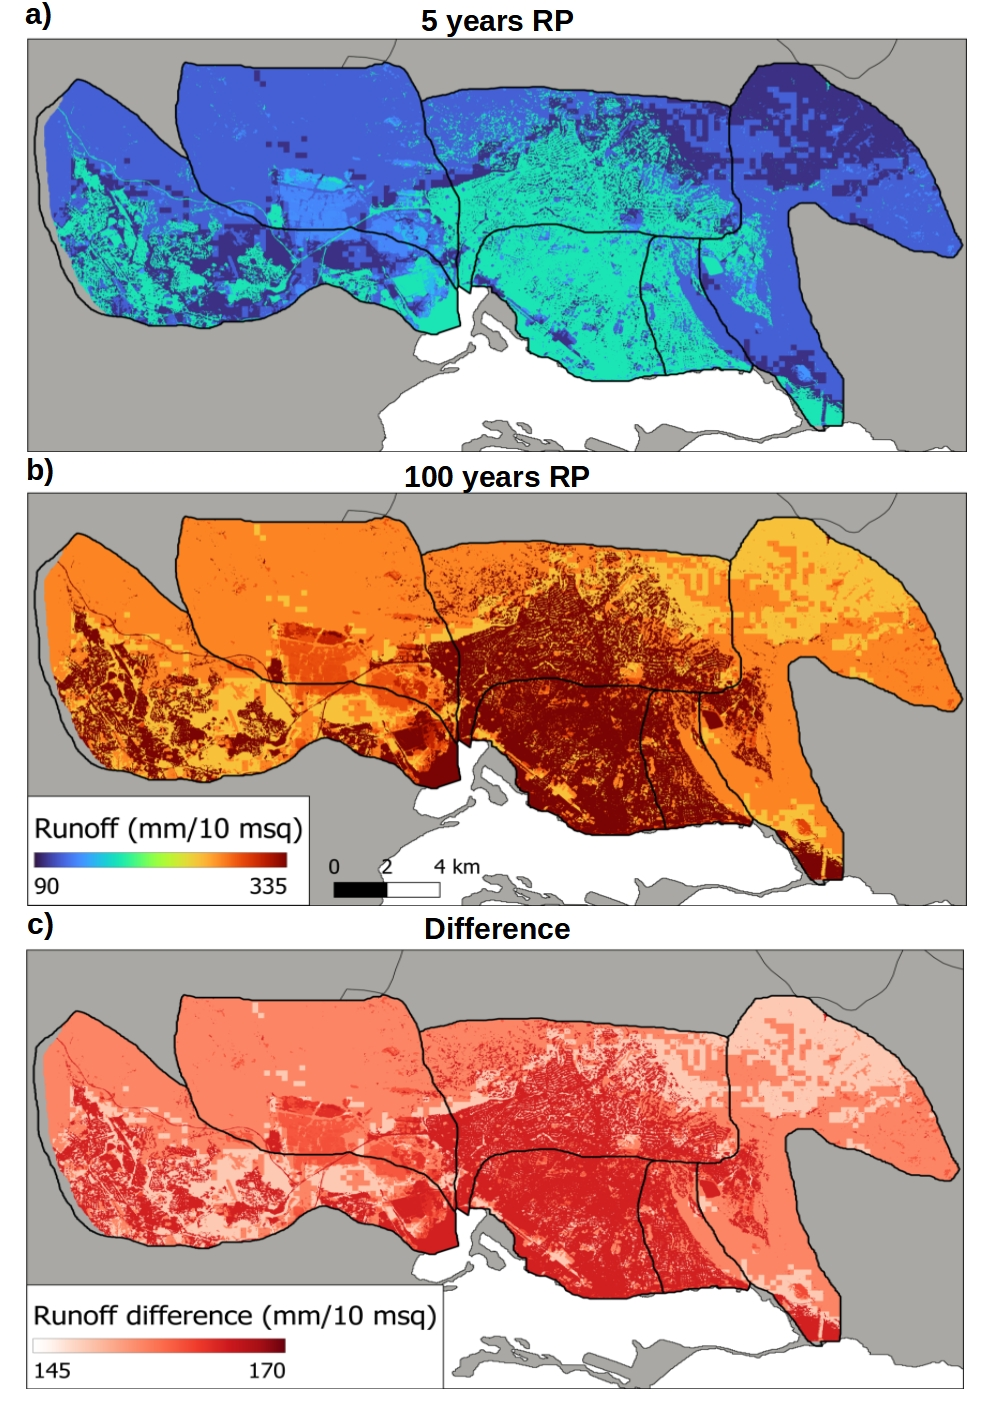 a)
5 years RP
b)
100 years RP
Runoff (mm/10 msq)
90 335
0 2 4 km
c)
Difference
Runoff difference (mm/10 msq)
145 170